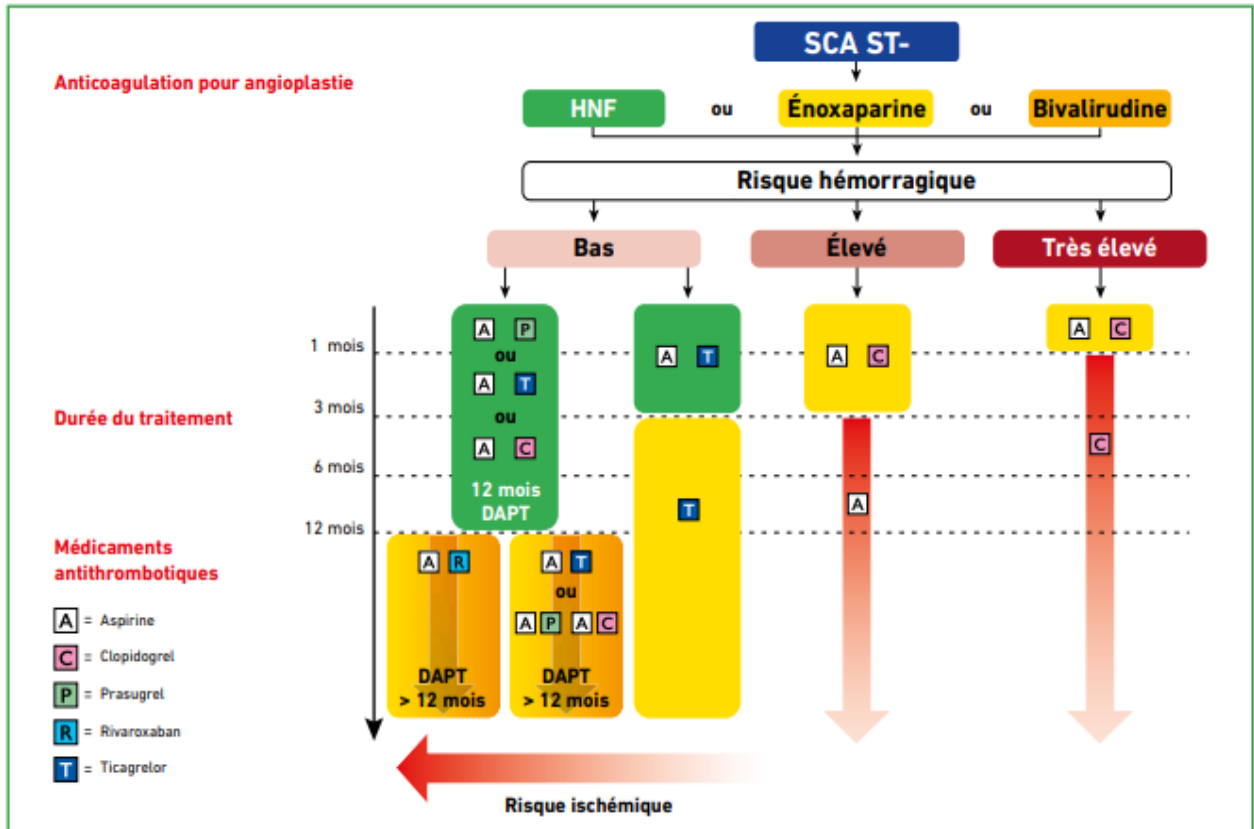 SCA ST-
Anticoagulation pour angioplastie
HNF ou Énoxaparine ou Bivalirudine
Risque hémorragique
Bas Élevé Très élevé
A P
ou
A T
ou
A C
12 mois
DAPT
A T
T
A C
A
A C
C
1 mois
3 mois
6 mois
12 mois
Durée du traitement
A R
DAPT
> 12 mois
A T
ou
A P A C
DAPT
> 12 mois
Médicaments
antithrombotiques
A = Aspirine
C = Clopidogrel
P = Prasugrel
R = Rivaroxaban
T = Ticagrelor
Risque ischémique